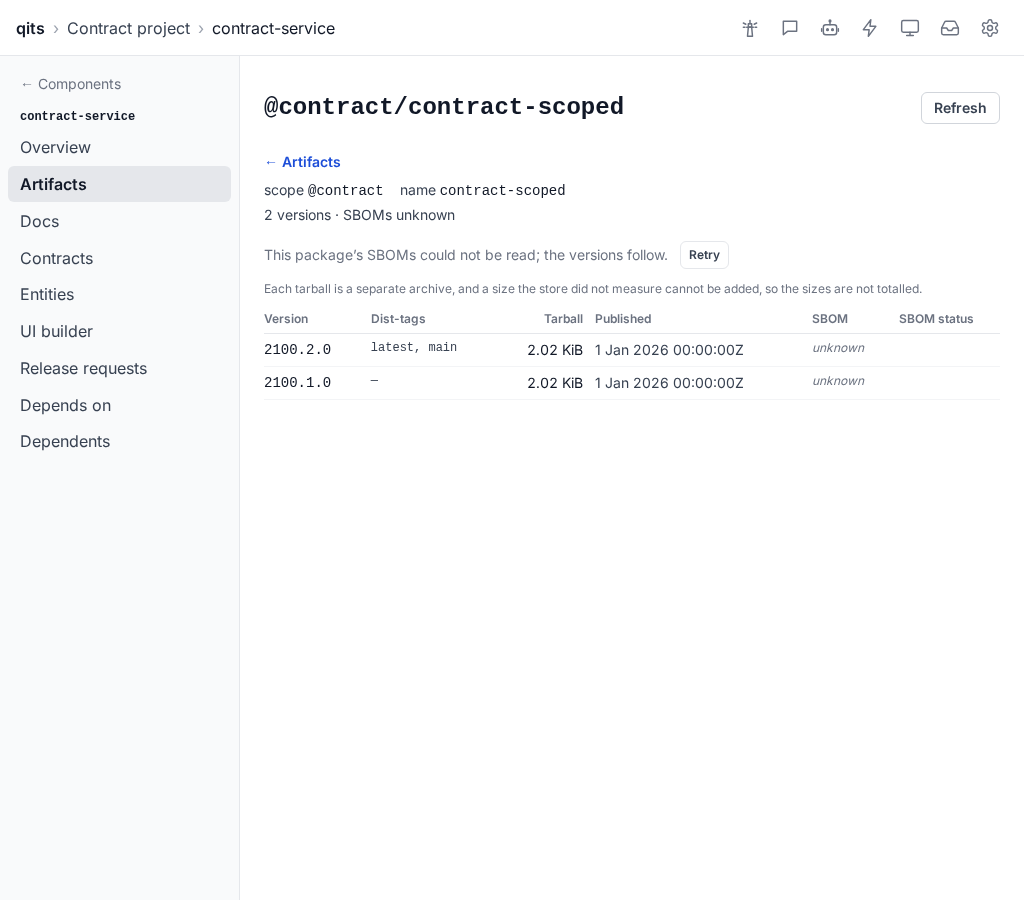 qits › Contract project › contract-service
← Components
contract-service
Overview
Artifacts
Docs
Contracts
Entities
UI builder
Release requests
Depends on
Dependents
@contract/contract-scoped
Refresh
← Artifacts
scope @contract name contract-scoped
2 versions · SBOMs unknown
This package’s SBOMs could not be read; the versions follow. Retry
Each tarball is a separate archive, and a size the store did not measure cannot be added, so the sizes are not totalled.
Version Dist-tags Tarball Published SBOM SBOM status
2100.2.0 latest, main 2.02 KiB 1 Jan 2026 00:00:00Z unknown
2100.1.0 — 2.02 KiB 1 Jan 2026 00:00:00Z unknown